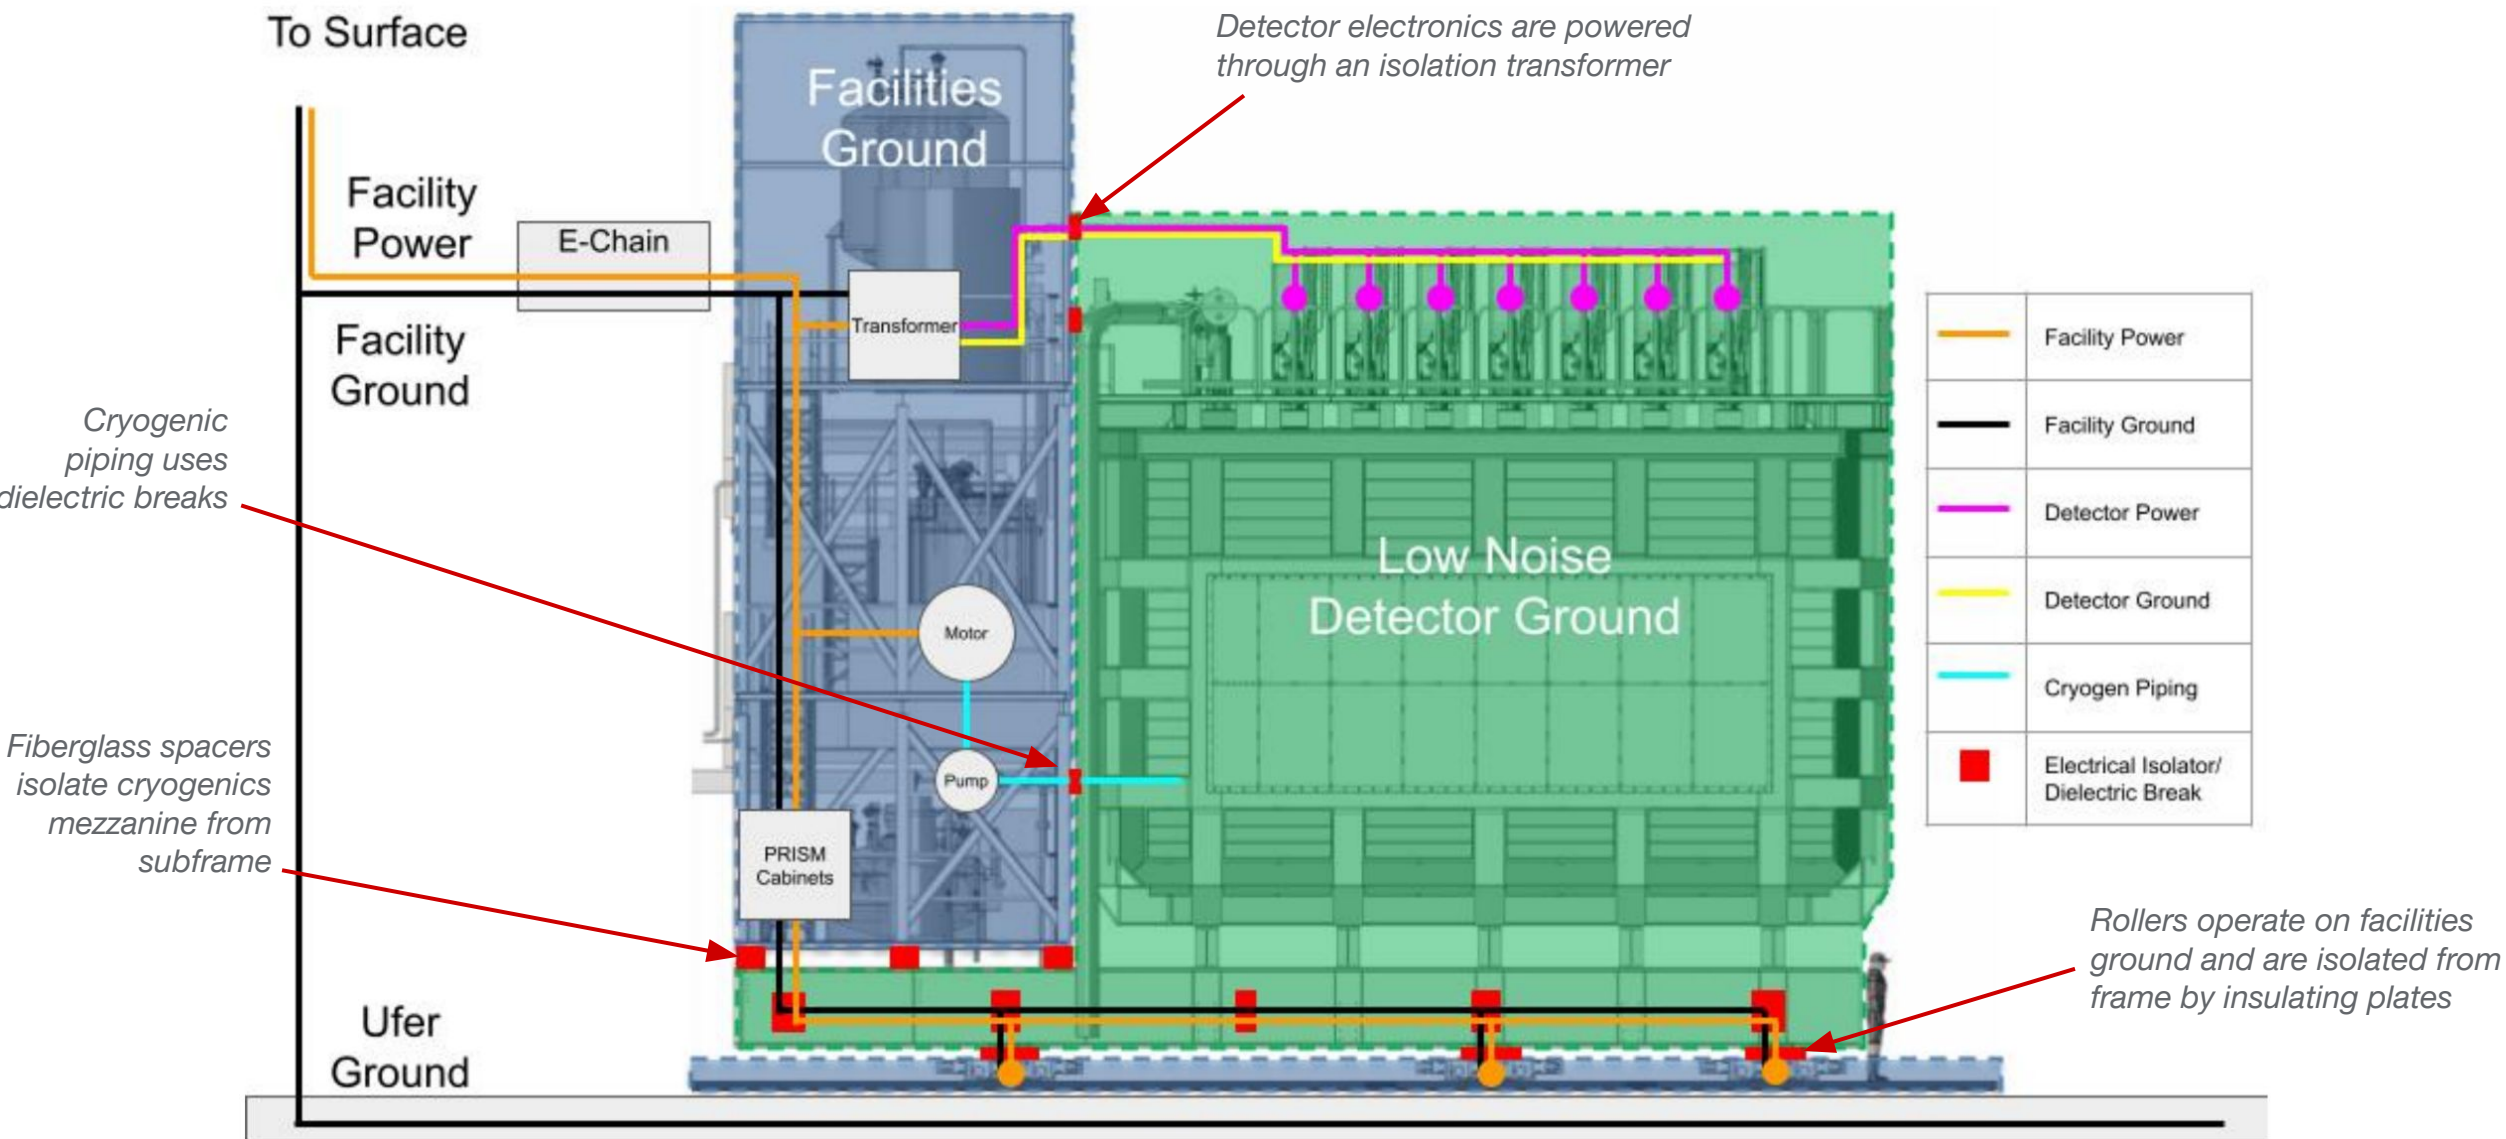 To Surface
Detector electronics are powered
through an isolation transformer
Facilities
Ground
Facility
Power
E-Chain
Transformer
Facility
Ground
Cryogenic
piping uses
dielectric breaks
Motor
Low Noise
Detector Ground
Pump
Fiberglass spacers
isolate cryogenics
mezzanine from
subframe
PRISM
Cabinets
Facility Power
Facility Ground
Detector Power
Detector Ground
Cryogen Piping
Electrical Isolator/
Dielectric Break
Rollers operate on facilities
ground and are isolated from
frame by insulating plates
Ufer
Ground